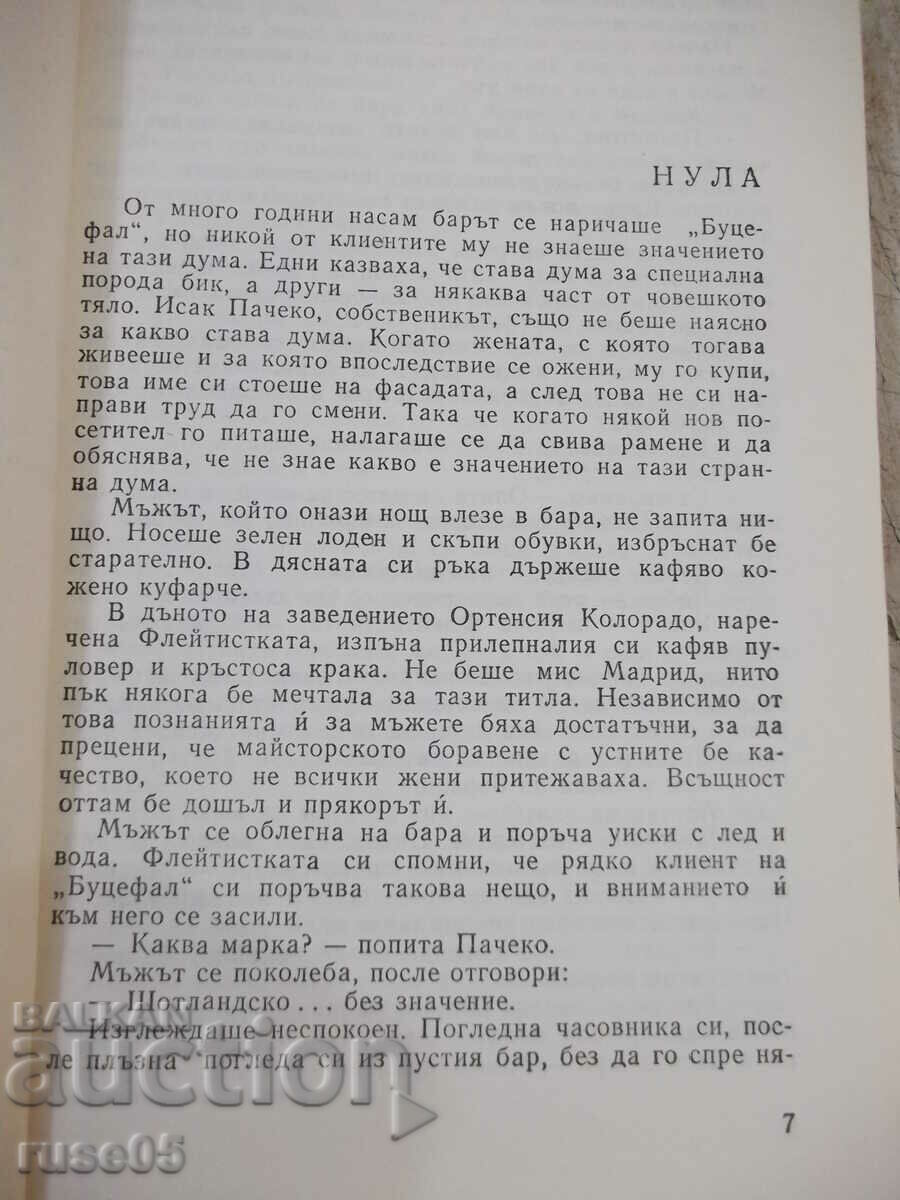 НУЛА
От много години насам барът се наричаше „Буце-
фал“, но никой от клиентите му не знаеше значението
на тази дума. Едни казваха, че става дума за специална
порода бик, а други — за някаква част от човешкото
тяло. Исак Пачеко, собственикът, също не беше наясно
за какво става дума. Когато жената, с която тогава
живееше и за която впоследствие се ожени, му го купи,
това име си стоеше на фасадата, а след това не си на-
прави труд да го смени. Така че когато някой нов по-
сетител го питаше, налагаше се да свива рамене и да
обяснява, че не знае какво е значението на тази стран-
на дума.
Мъжът, който онази нощ влезе в бара, не запита ни-
що. Носеше зелен лоден и скъпи обувки, избръснат бе
старателно. В дясната си ръка държеше кафяво ко-
жено куфарче.
В дъното на заведението Ортенсия Колорадо, наре-
чена Флейтистката, изпъна прилепналия си кафяв пу-
ловер и кръстоса крака. Не беше мис Мадрид, нито
пък някога бе мечтала за тази титла. Независимо от
това познанията ѝ за мъжете бяха достатъчни, за да
прецени, че майсторското боравене с устните бе ка-
чество, което не всички жени притежаваха. Всъщност
оттам бе дошъл и прякорът ѝ.
Мъжът се облегна на бара и поръча уиски с лед и
вода. Флейтистката си спомни, че рядко клиент на
„Буцефал“ си поръчва такова нещо, и вниманието ѝ
към него се засили.
— Каква марка? — попита Пачеко.
Мъжът се поколеба, после отговори:
— Шотландско... без значение.
Изглеждаше неспокоен. Погледна часовника си, пос-
ле плъзна погледа си из пустия бар, без да го спре ня-
7
BALKAN
auction
ruse05